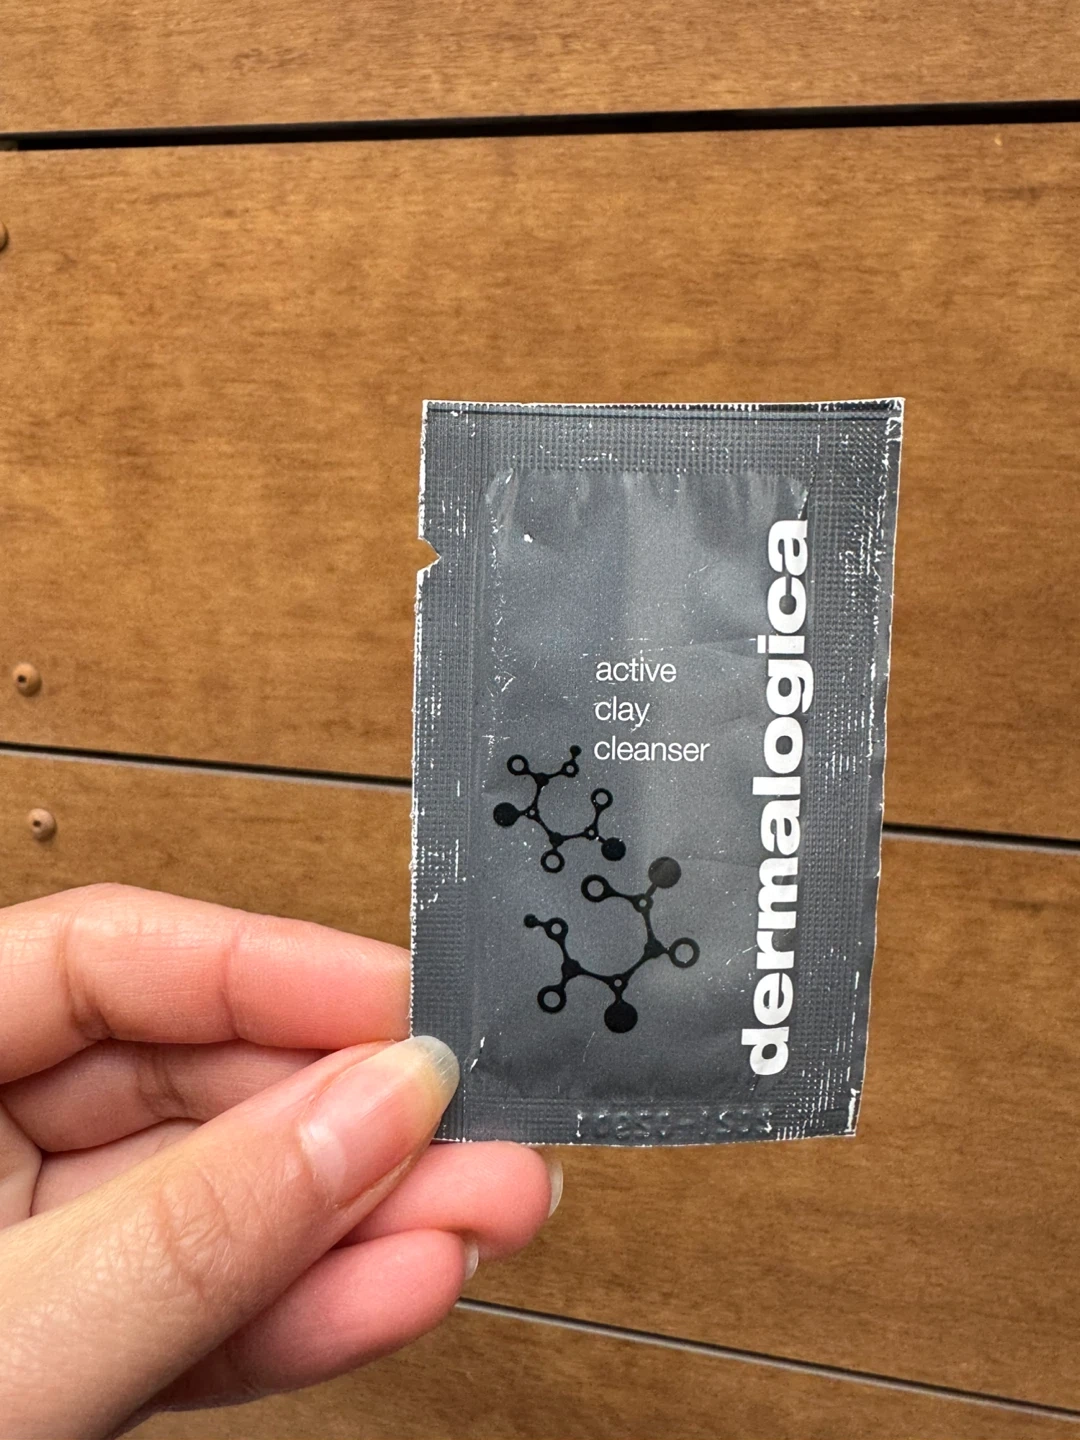 active
clay
cleanser
dermalogica